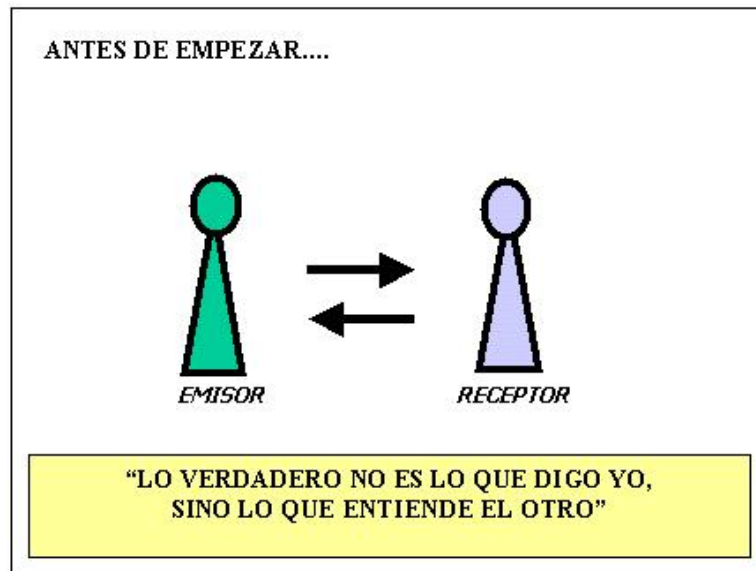 ANTES DE EMPEZAR....
EMISOR
RECEPTOR
“LO VERDADERO NO ES LO QUE DIGO YO,
SINO LO QUE ENTIENDE EL OTRO”